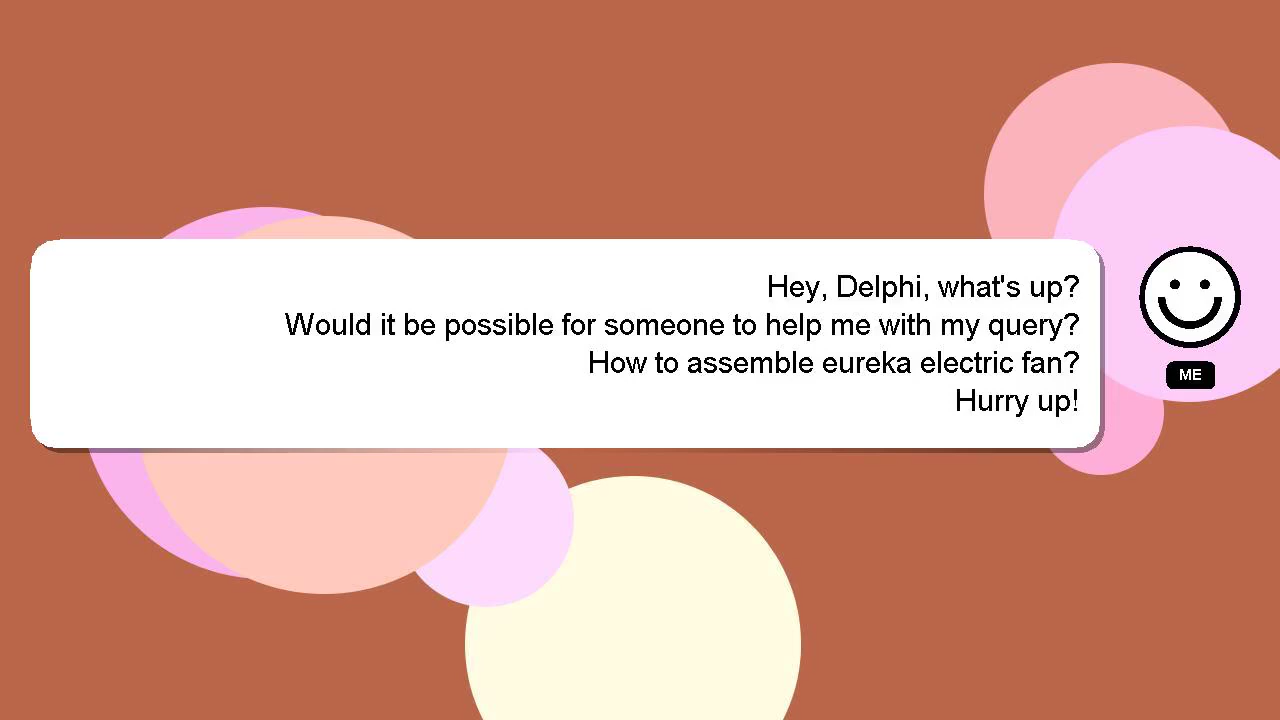 Hey, Delphi, what's up?
Would it be possible for someone to help me with my query?
How to assemble eureka electric fan?
Hurry up!
ME